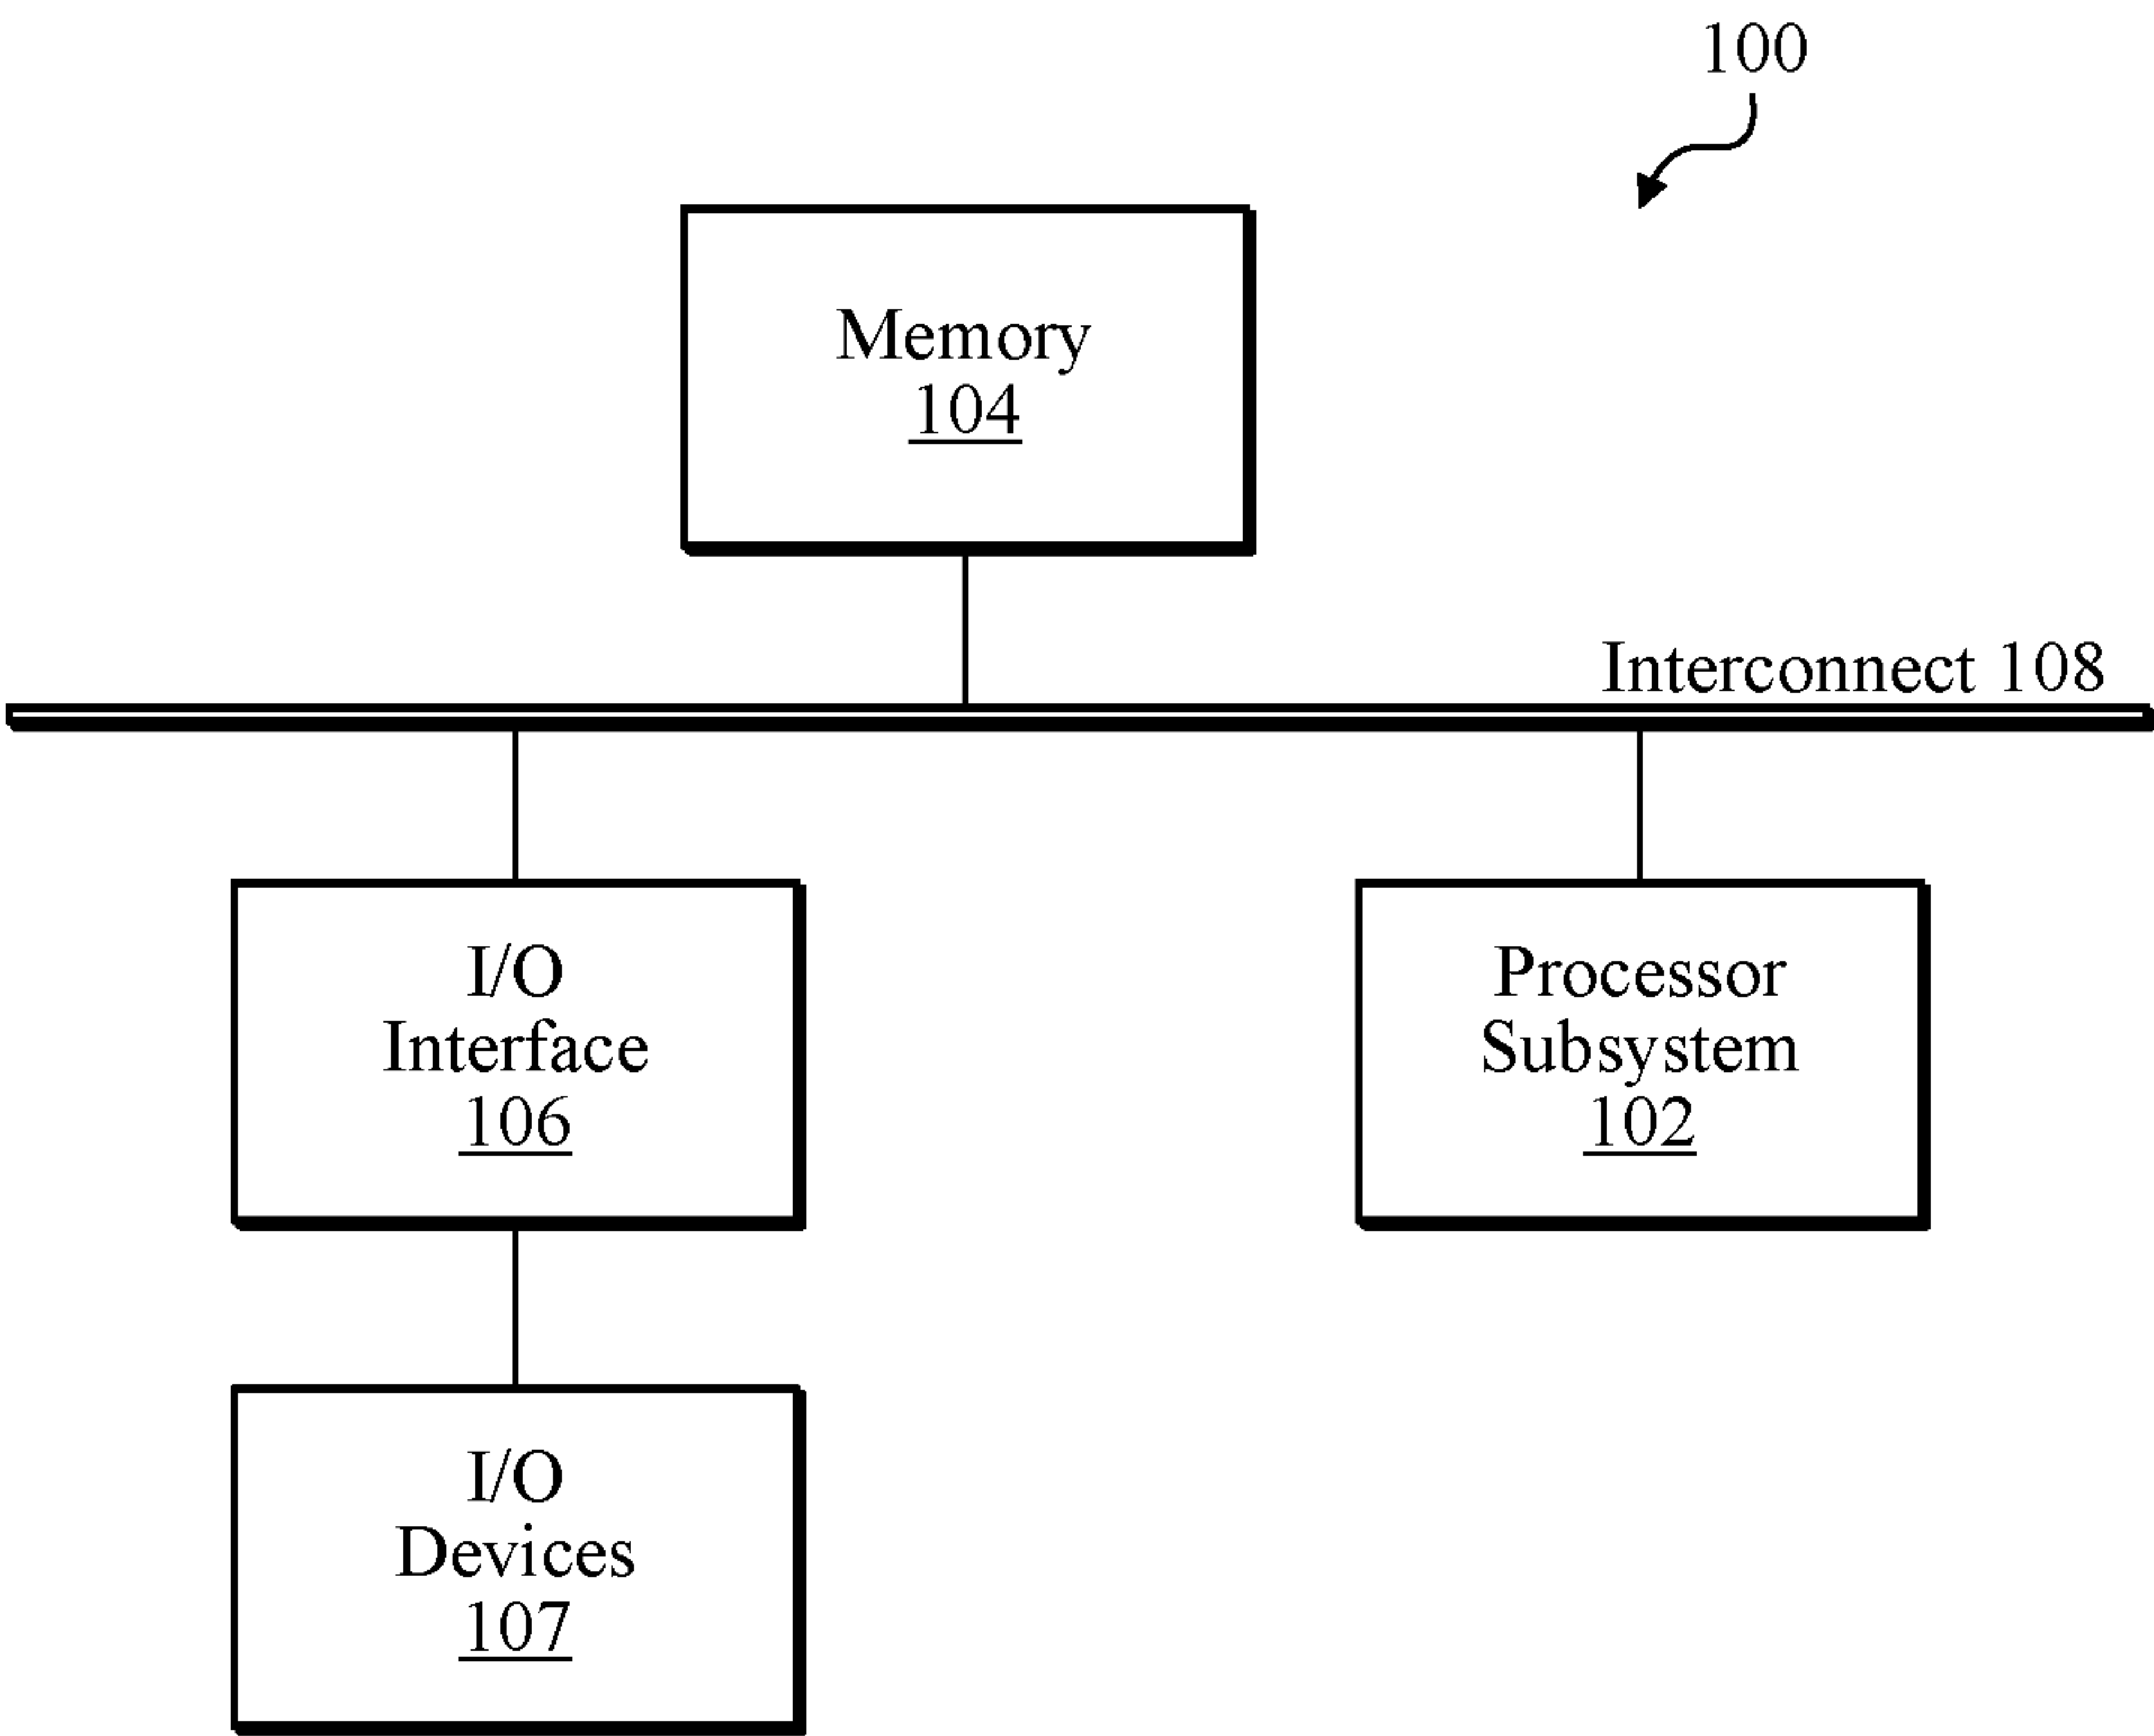 100
Memory
104
Interconnect 108
I/O
Interface
106
Processor
Subsystem
102
I/O
Devices
107